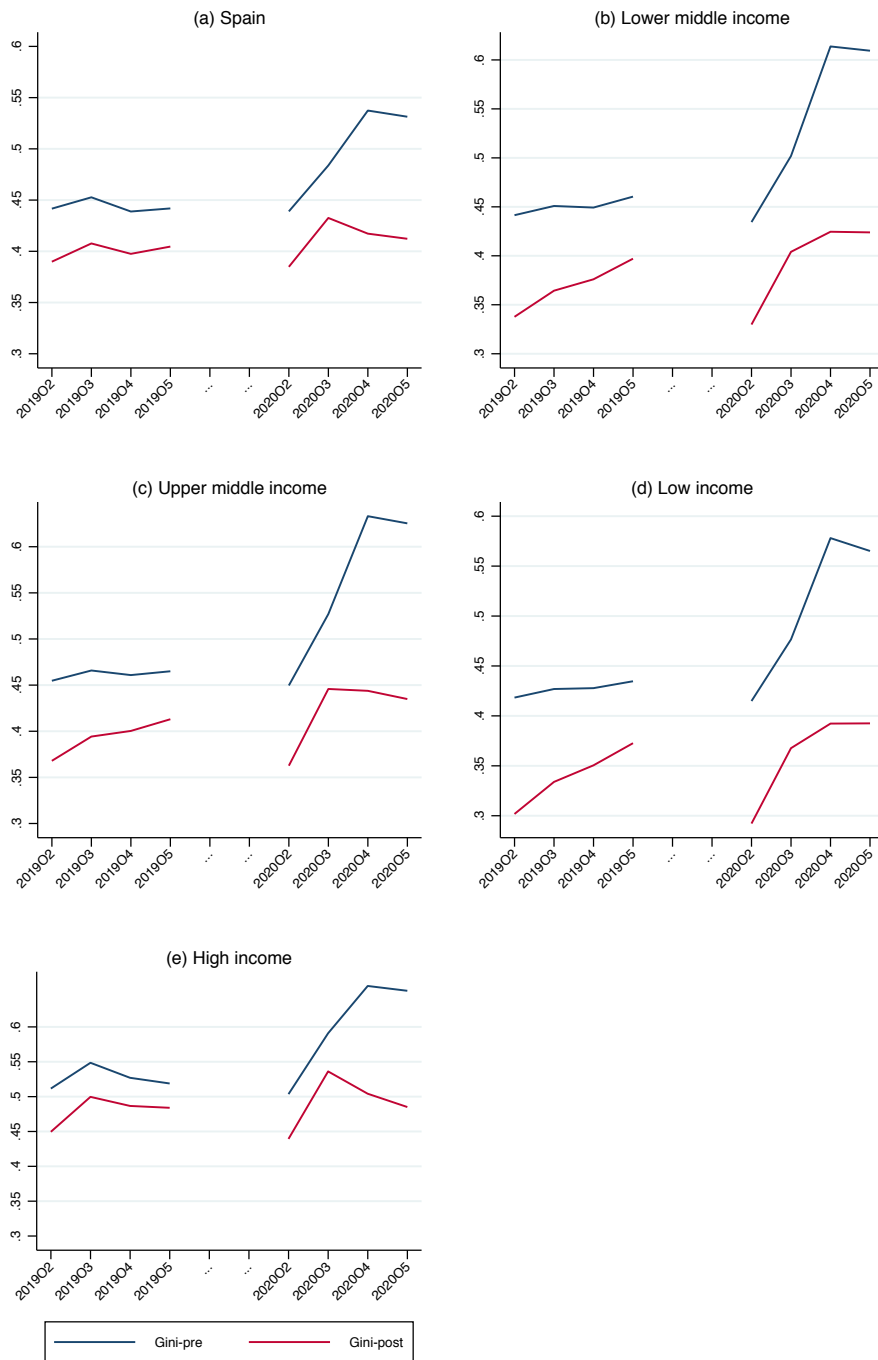 (a) Spain
.6
.55
.5
.45
.4
.35
.3
2019O2
2019O3
2019O4
2019O5
...
...
2020O2
2020O3
2020O4
2020O5
(b) Lower middle income
.6
.55
.5
.45
.4
.35
.3
2019O2
2019O3
2019O4
2019O5
...
...
2020O2
2020O3
2020O4
2020O5
(c) Upper middle income
.6
.55
.5
.45
.4
.35
.3
2019O2
2019O3
2019O4
2019O5
...
...
2020O2
2020O3
2020O4
2020O5
(d) Low income
.6
.55
.5
.45
.4
.35
.3
2019O2
2019O3
2019O4
2019O5
...
...
2020O2
2020O3
2020O4
2020O5
(e) High income
.6
.55
.5
.45
.4
.35
.3
2019O2
2019O3
2019O4
2019O5
...
...
2020O2
2020O3
2020O4
2020O5
Gini-pre
Gini-post